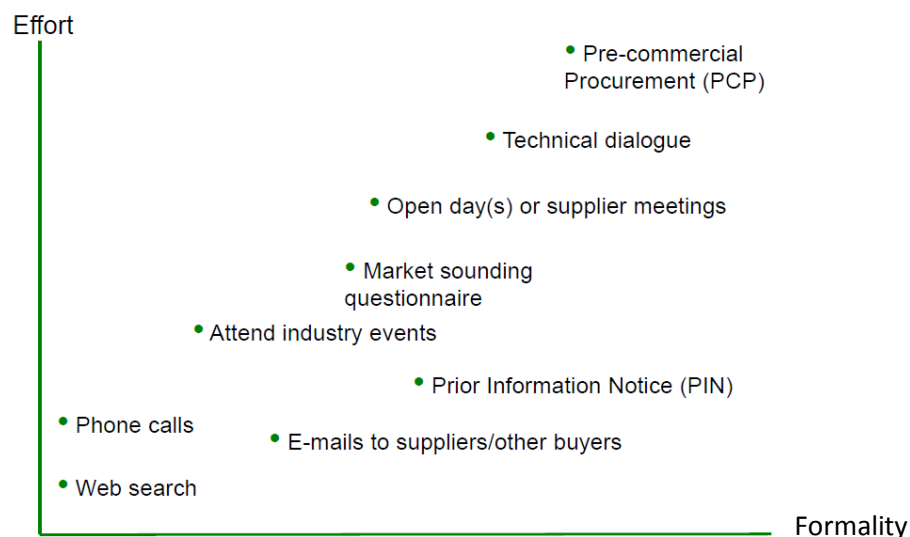 Effort
• Pre-commercial
Procurement (PCP)
• Technical dialogue
• Open day(s) or supplier meetings
• Market sounding
questionnaire
• Attend industry events
• Prior Information Notice (PIN)
• Phone calls
• E-mails to suppliers/other buyers
• Web search
Formality